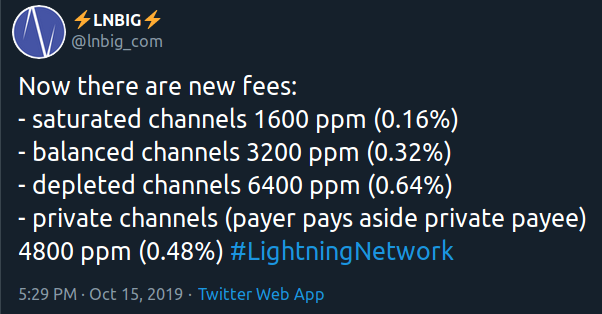 ⚡LNBIG⚡
@lnbig_com
Now there are new fees:
- saturated channels 1600 ppm (0.16%)
- balanced channels 3200 ppm (0.32%)
- depleted channels 6400 ppm (0.64%)
- private channels (payer pays aside private payee)
4800 ppm (0.48%) #LightningNetwork
5:29 PM · Oct 15, 2019 · Twitter Web App